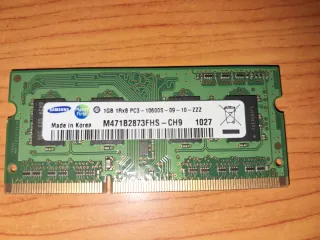 SAMSUNG
1GB 1Rx8 PC3 - 10600S - 09 - 10 - ZZZ
Made in Korea
M471B2873FHS - CH9 1027